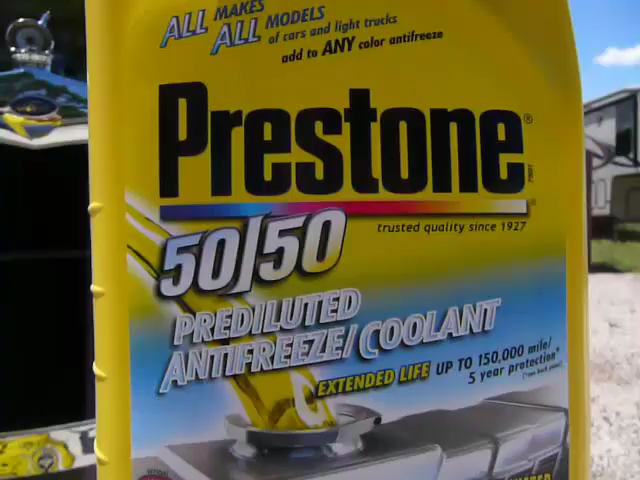 ALL MAKES
ALL MODELS
of cars and light trucks
add to ANY color antifreeze
Prestone®
trusted quality since 1927
50/50
PREDILUTED
ANTIFREEZE/COOLANT
EXTENDED LIFE UP TO 150,000 mile/
5 year protection*